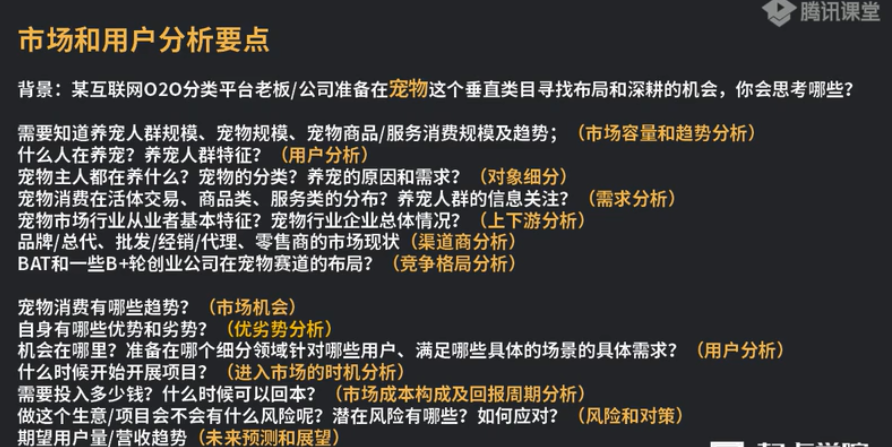 腾讯课堂
市场和用户分析要点
背景：某互联网O2O分类平台老板/公司准备在宠物这个垂直类目寻找布局和深耕的机会，你会思考哪些？
需要知道养宠人群规模、宠物规模、宠物商品/服务消费规模及趋势；（市场容量和趋势分析）
什么人在养宠？养宠人群特征？（用户分析）
宠物主人都在养什么？宠物的分类？养宠的原因和需求？（对象细分）
宠物消费在活体交易、商品类、服务类的分布？养宠人群的信息关注？（需求分析）
宠物市场行业从业者基本特征？宠物行业企业总体情况？（上下游分析）
品牌/总代、批发/经销/代理、零售商的市场现状（渠道商分析）
BAT和一些B+轮创业公司在宠物赛道的布局？（竞争格局分析）
宠物消费有哪些趋势？（市场机会）
自身有哪些优势和劣势？（优劣势分析）
机会在哪里？准备在哪个细分领域针对哪些用户、满足哪些具体的场景的具体需求？（用户分析）
什么时候开始开展项目？（进入市场的时机分析）
需要投入多少钱？什么时候可以回本？（市场成本构成及回报周期分析）
做这个生意/项目会不会有什么风险呢？潜在风险有哪些？如何应对？（风险和对策）
期望用户量/营收趋势（未来预测和展望）